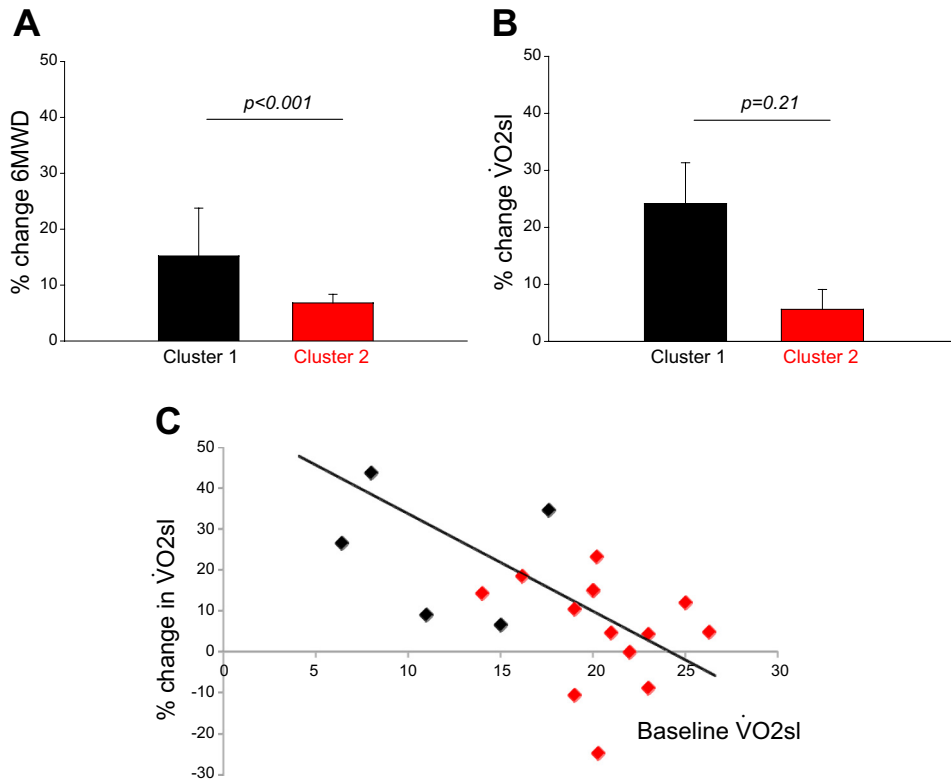 A
50
40
30
20
10
0
% change 6MWD
p<0.001
Cluster 1 Cluster 2
B
50
40
30
20
10
0
% change V̇O2sl
p=0.21
Cluster 1 Cluster 2
C
50
40
30
20
10
0
-10
-20
-30
% change in V̇O2sl
0 5 10 15 20 25 30
Baseline V̇O2sl